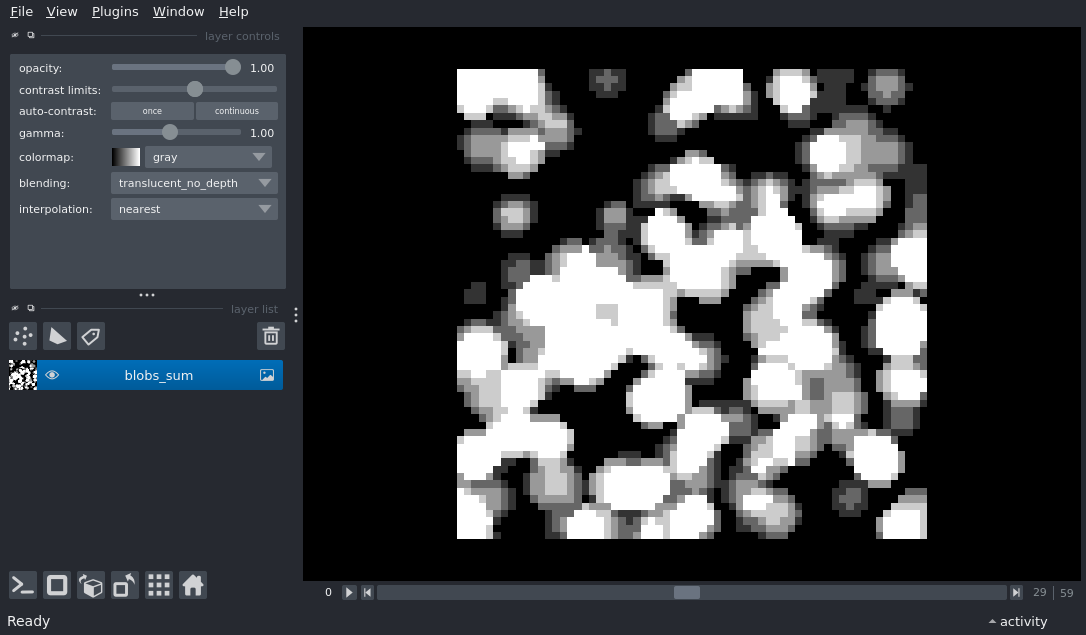 File View Plugins Window Help
layer controls
opacity: 1.00
contrast limits:
auto-contrast: once continuous
gamma: 1.00
colormap: gray
blending: translucent_no_depth
interpolation: nearest
layer list
blobs_sum
0 29 | 59
Ready
activity